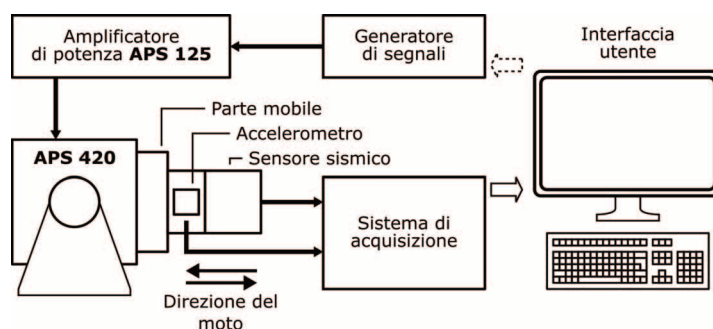 Amplificatore
di potenza APS 125
Generatore
di segnali
Interfaccia
utente
Parte mobile
Accelerometro
Sensore sismico
APS 420
Sistema di
acquisizione
Direzione del
moto